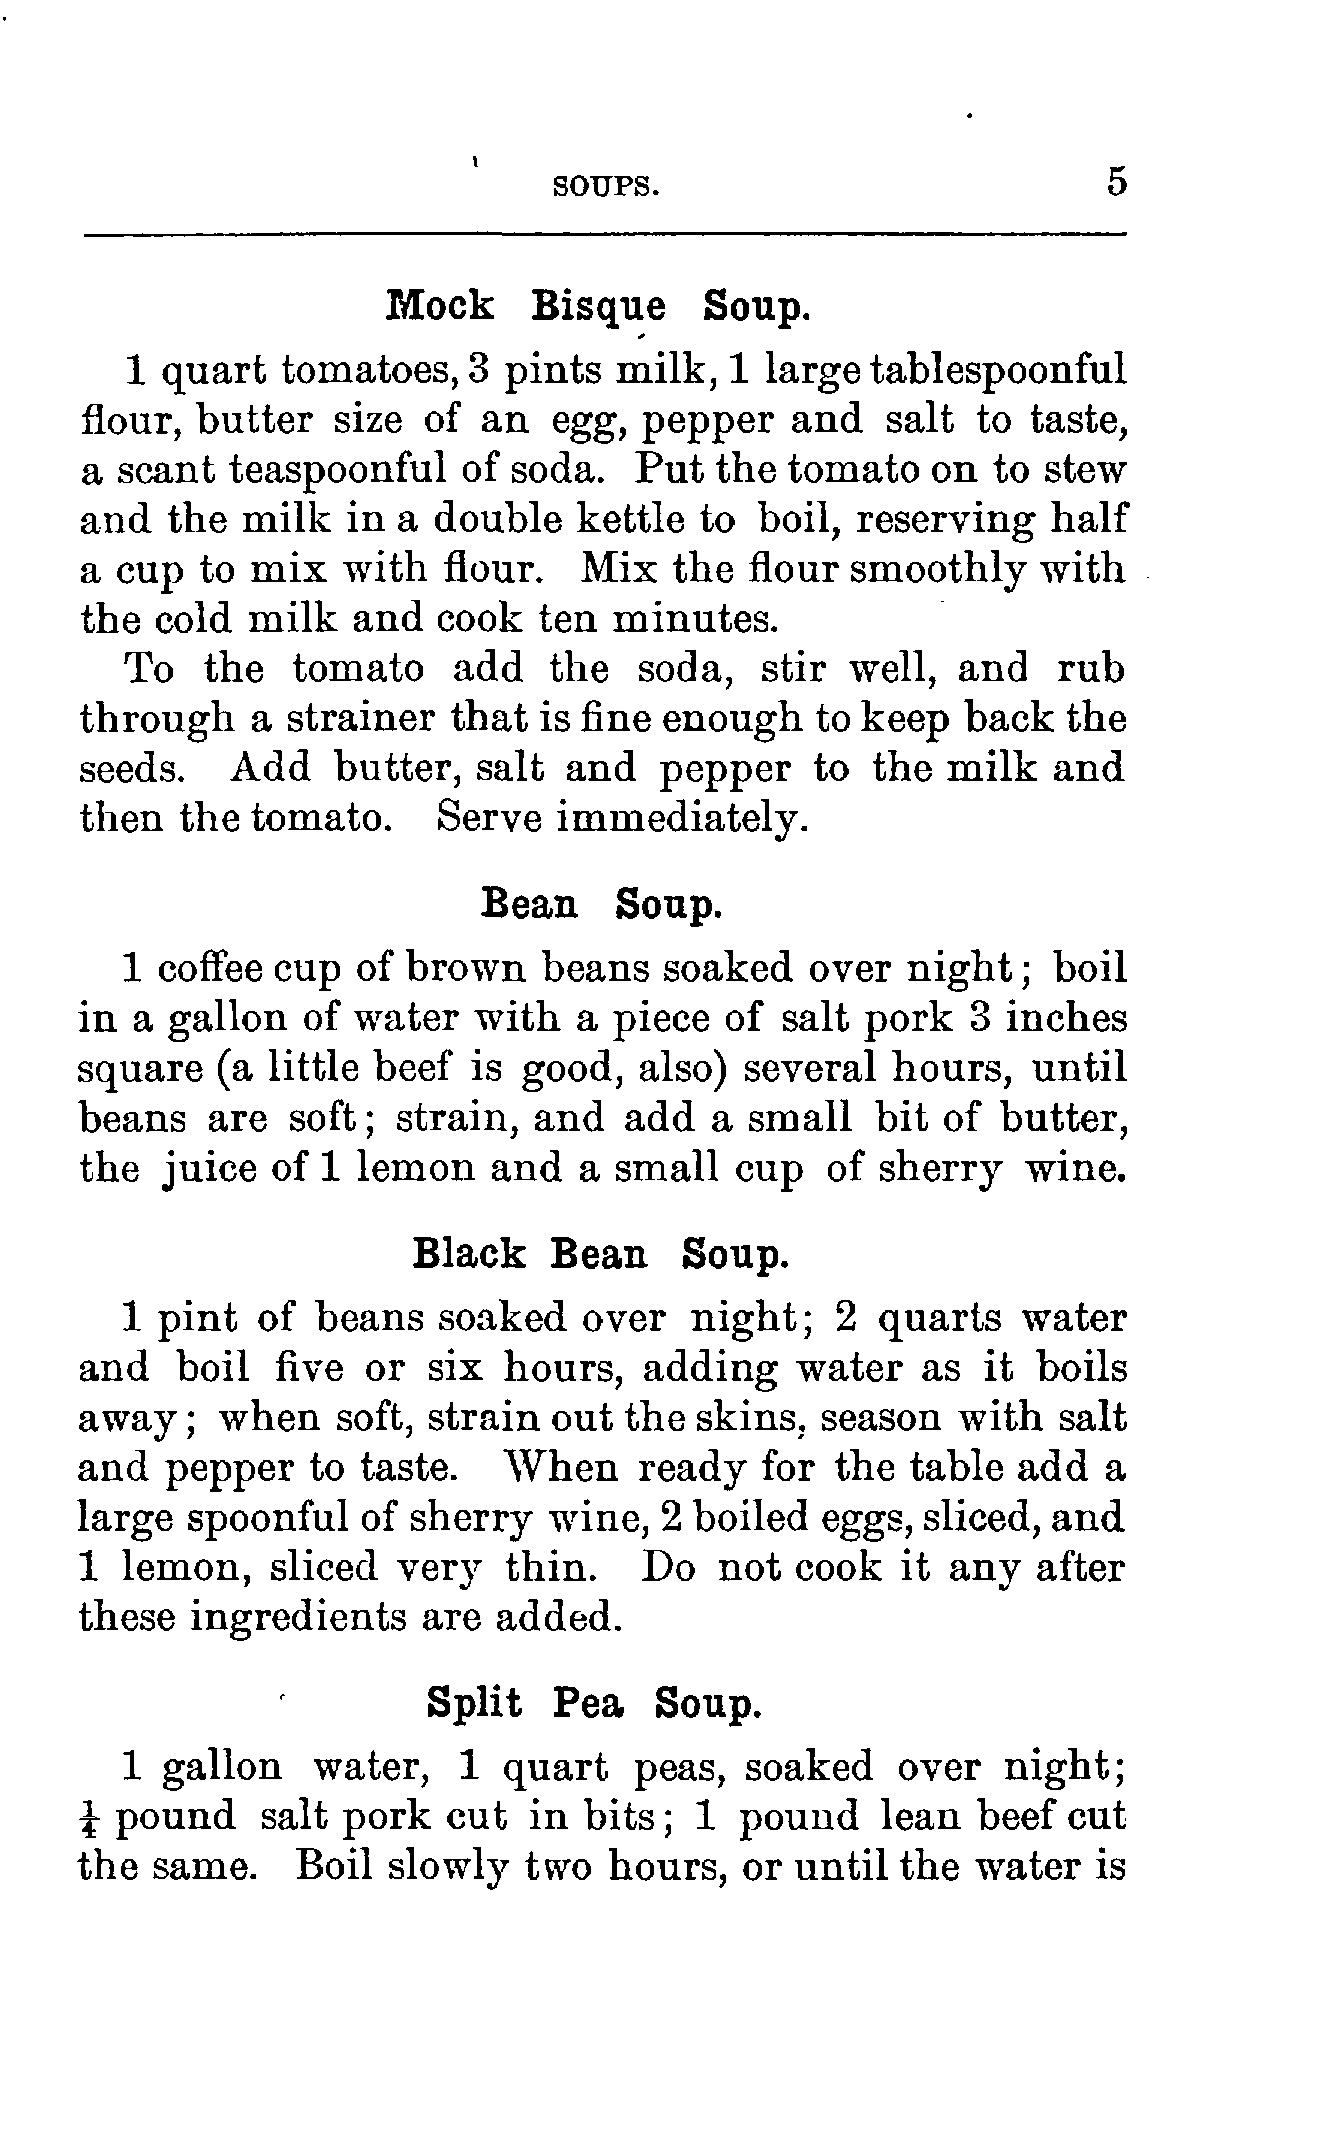 SOUPS. 5
Mock Bisque Soup.
1 quart tomatoes, 3 pints milk, 1 large tablespoonful
flour, butter size of an egg, pepper and salt to taste,
a scant teaspoonful of soda. Put the tomato on to stew
and the milk in a double kettle to boil, reserving half
a cup to mix with flour. Mix the flour smoothly with
the cold milk and cook ten minutes.
To the tomato add the soda, stir well, and rub
through a strainer that is fine enough to keep back the
seeds. Add butter, salt and pepper to the milk and
then the tomato. Serve immediately.
Bean Soup.
1 coffee cup of brown beans soaked over night; boil
in a gallon of water with a piece of salt pork 3 inches
square (a little beef is good, also) several hours, until
beans are soft; strain, and add a small bit of butter,
the juice of 1 lemon and a small cup of sherry wine.
Black Bean Soup.
1 pint of beans soaked over night; 2 quarts water
and boil five or six hours, adding water as it boils
away; when soft, strain out the skins, season with salt
and pepper to taste. When ready for the table add a
large spoonful of sherry wine, 2 boiled eggs, sliced, and
1 lemon, sliced very thin. Do not cook it any after
these ingredients are added.
Split Pea Soup.
1 gallon water, 1 quart peas, soaked over night;
¼ pound salt pork cut in bits; 1 pound lean beef cut
the same. Boil slowly two hours, or until the water is